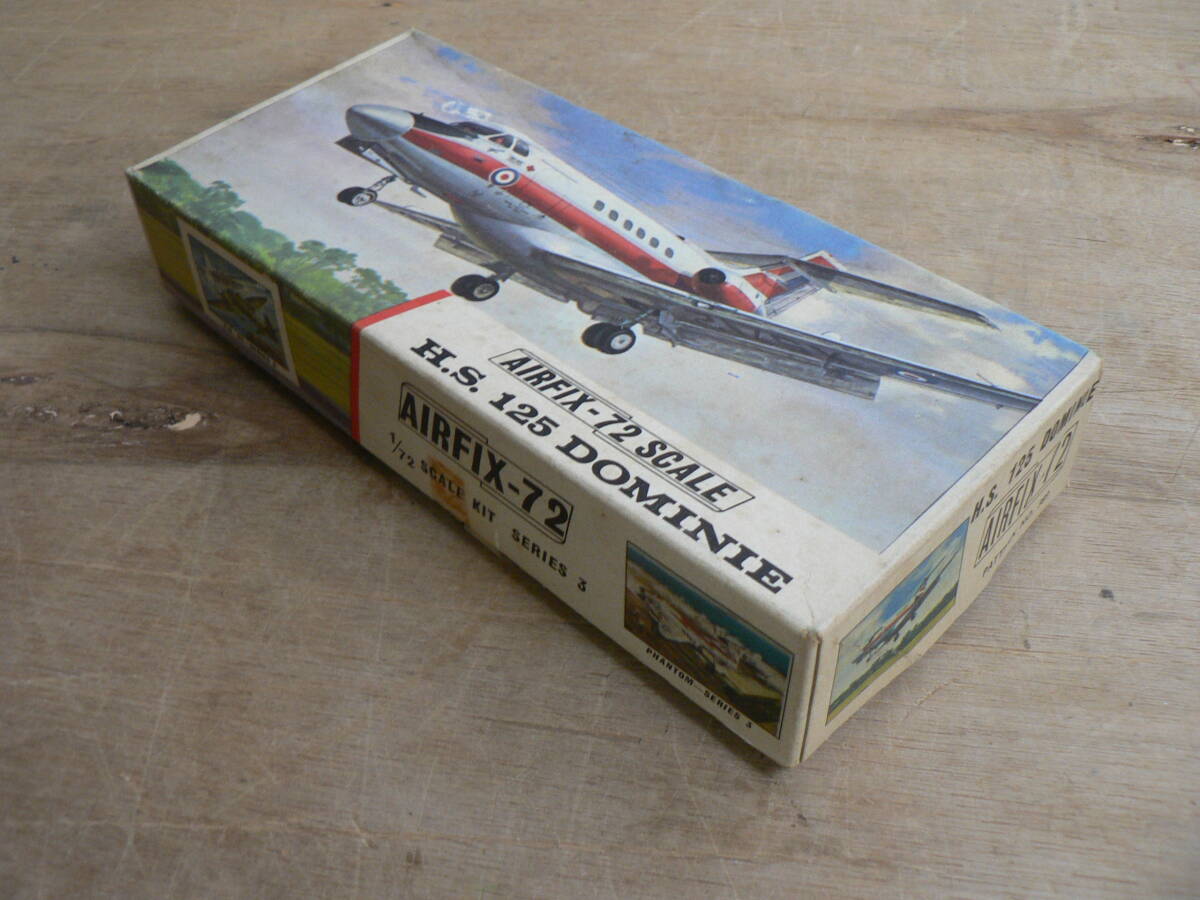 AIRFIX-72 SCALE
H.S. 125 DOMINIE
AIRFIX-72
1/72 SCALE KIT SERIES 3
PHANTOM—SERIES 3
H.S. 125 DOMINIE
AIRFIX-72